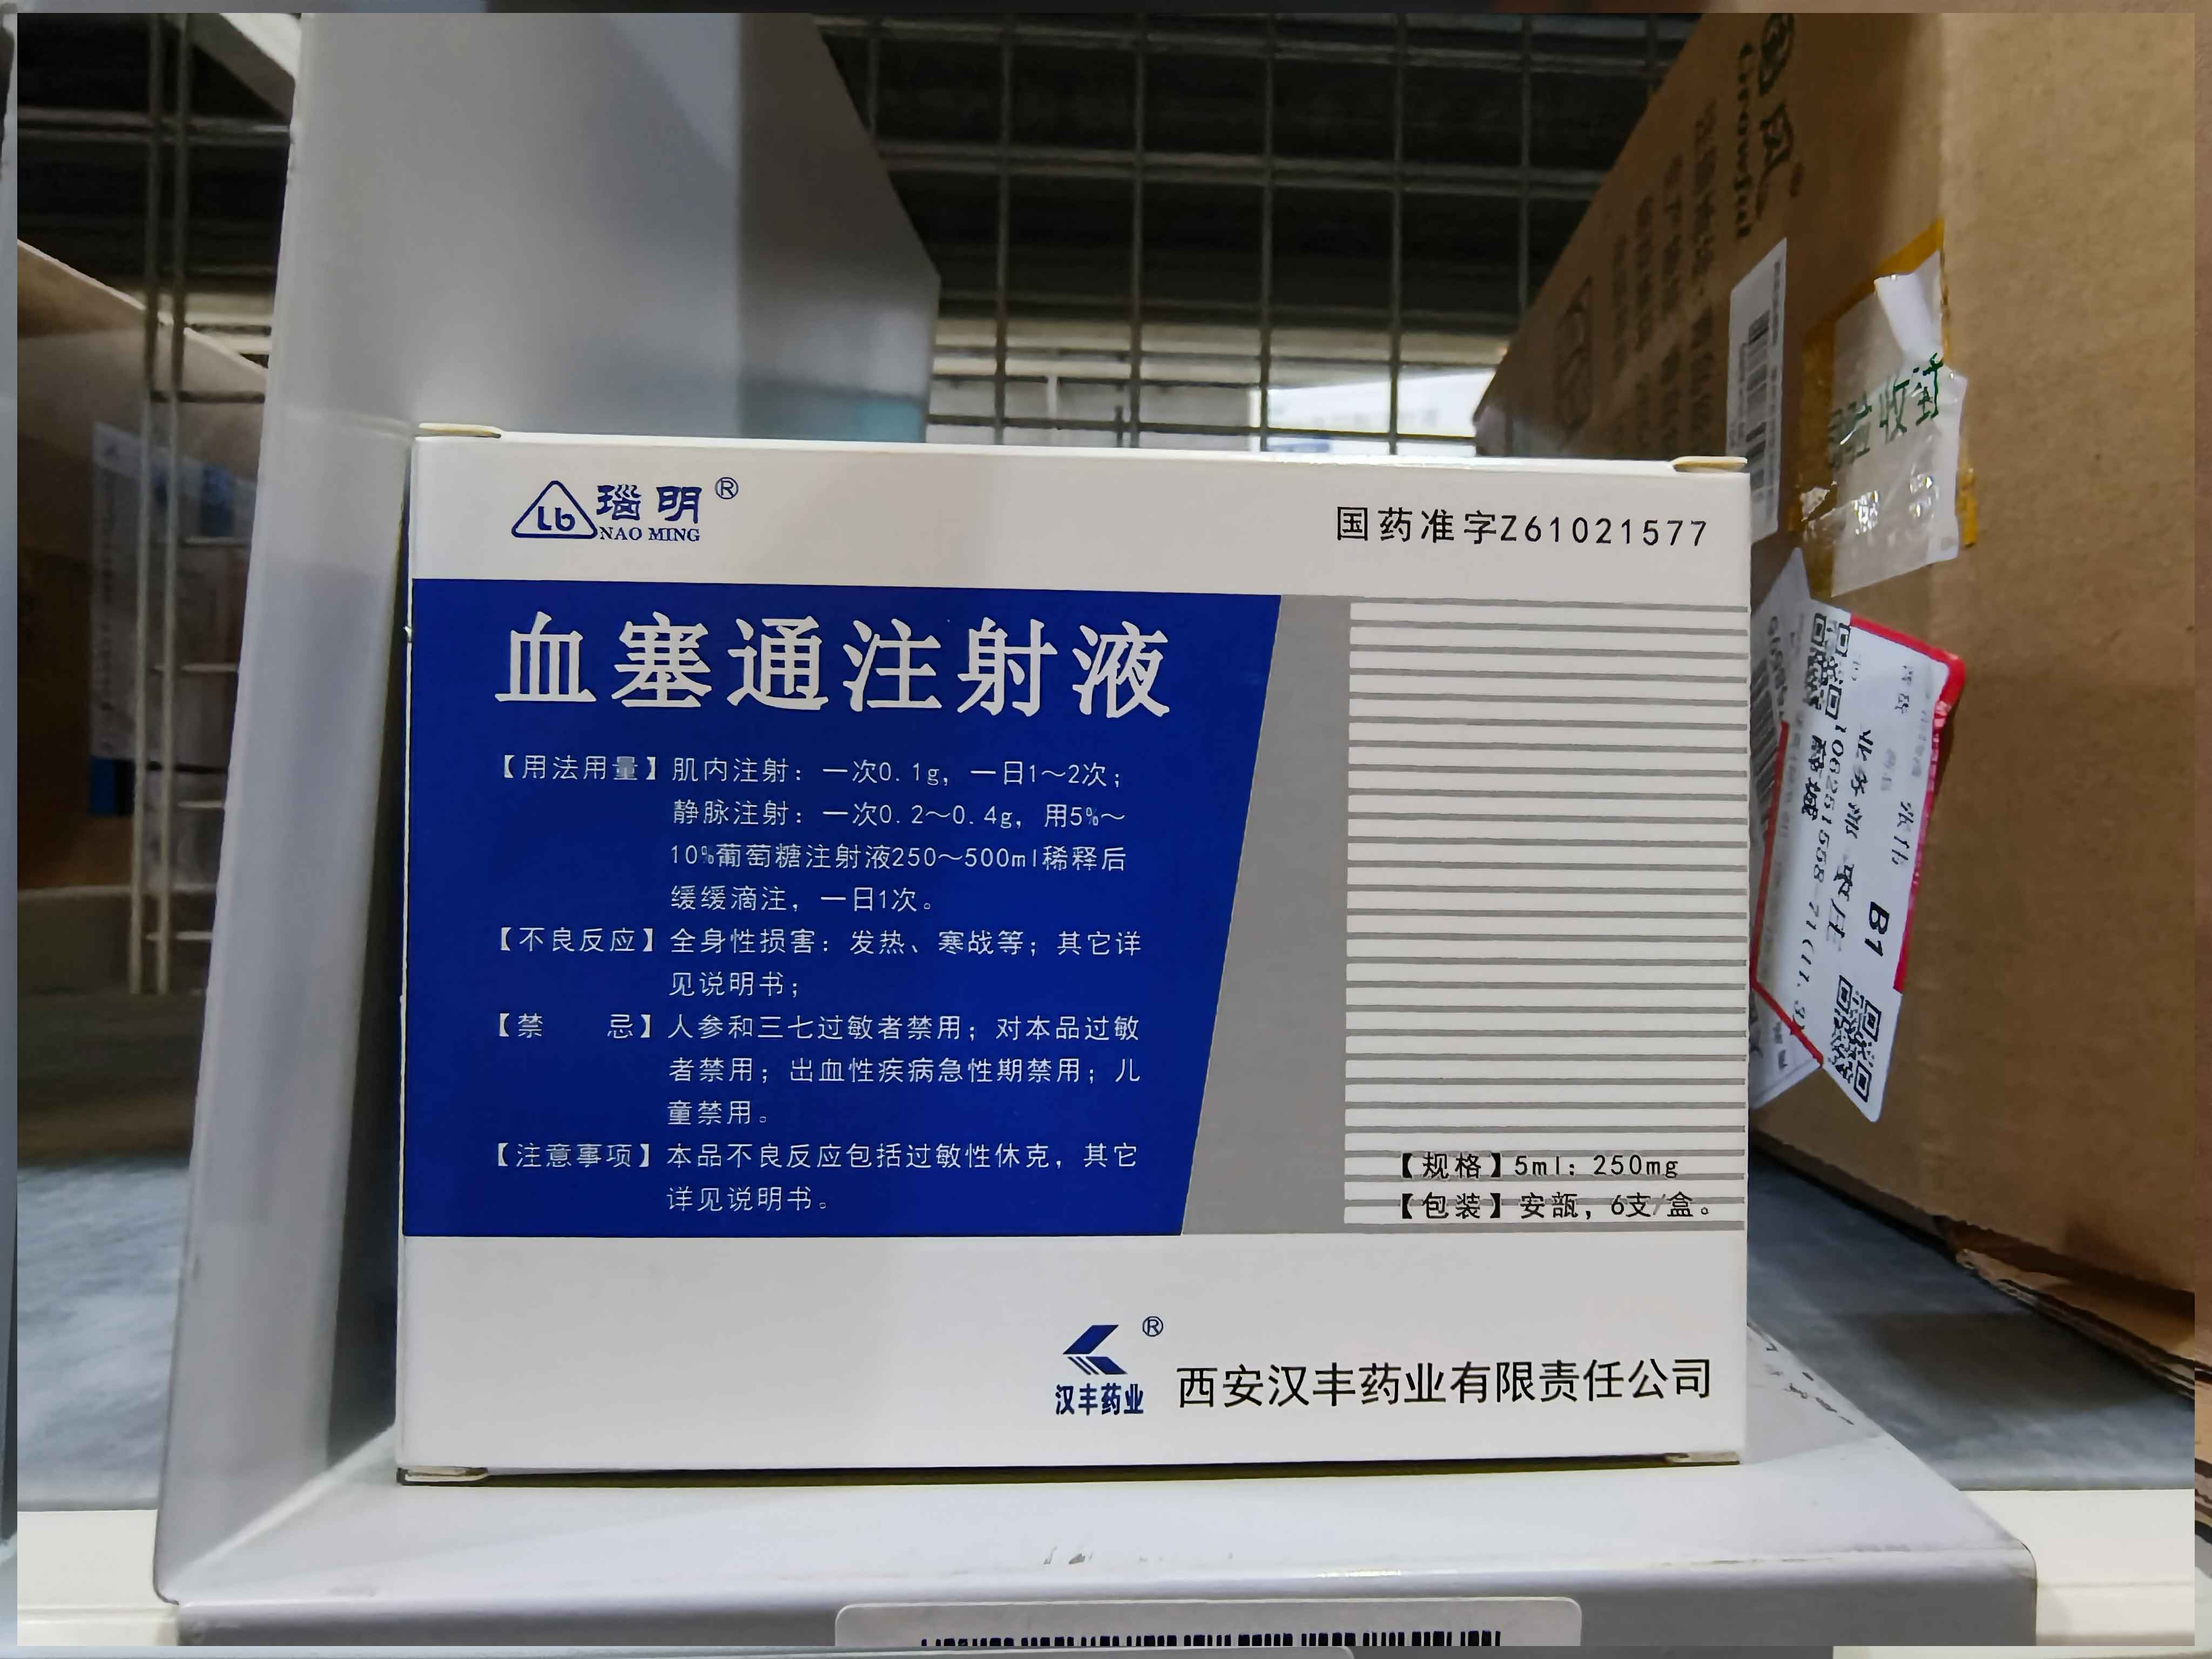 Lb
瑙明®
NAO MING
国药准字Z61021577
血塞通注射液
【用法用量】肌内注射：一次0.1g，一日1～2次；
静脉注射：一次0.2～0.4g，用5%～
10%葡萄糖注射液250～500ml稀释后
缓缓滴注，一日1次。
【不良反应】全身性损害：发热、寒战等；其它详
见说明书；
【禁 忌】人参和三七过敏者禁用；对本品过敏
者禁用；出血性疾病急性期禁用；儿
童禁用。
【注意事项】本品不良反应包括过敏性休克，其它
详见说明书。
【规格】5ml：250mg
【包装】安瓿，6支/盒。
®
汉丰药业
西安汉丰药业有限责任公司
验收讫
B1